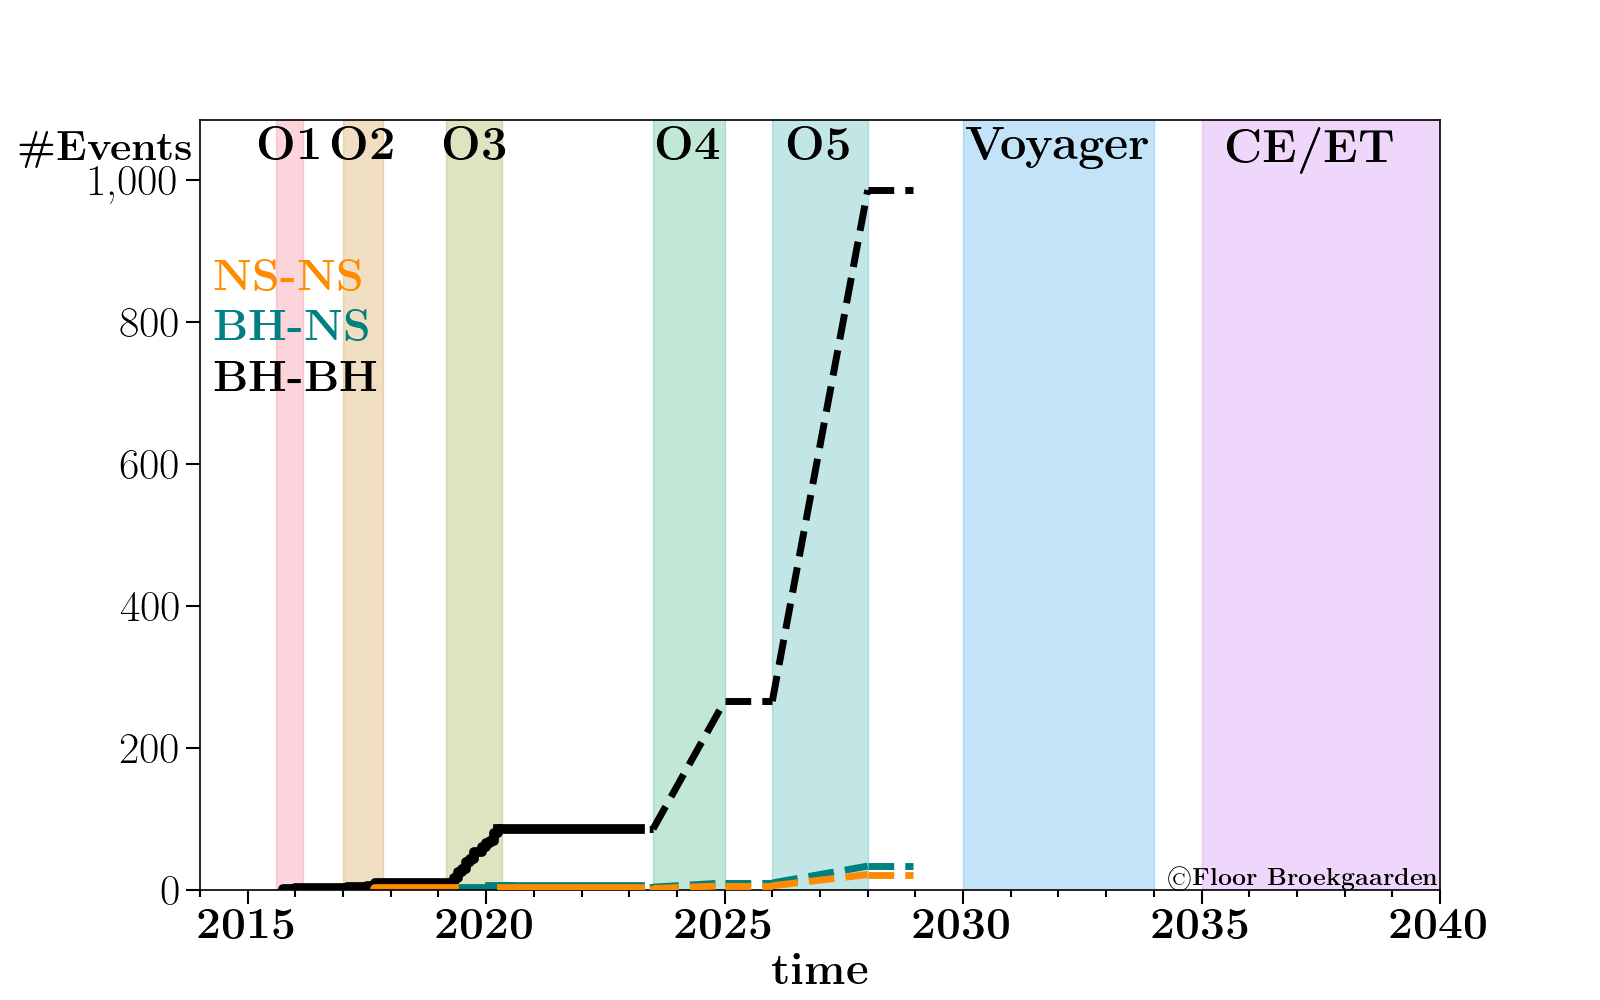 #Events
O1 O2 O3 O4 O5 Voyager CE/ET
1,000
NS-NS
800
BH-NS
BH-BH
600
400
200
0
©Floor Broekgaarden
2015 2020 2025 2030 2035 2040
time